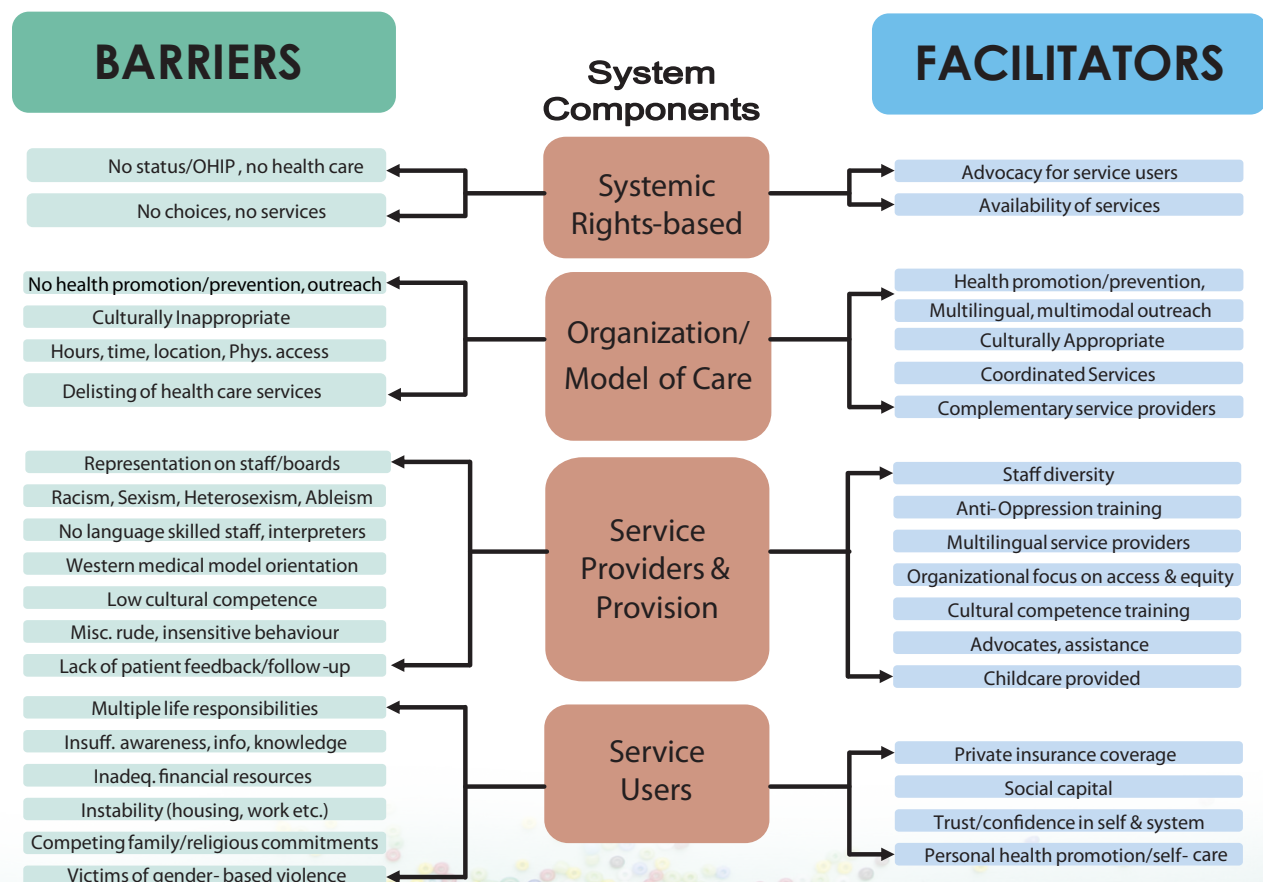 BARRIERS
System
Components
FACILITATORS
No status/OHIP , no health care
No choices, no services
Systemic
Rights-based
Advocacy for service users
Availability of services
No health promotion/prevention, outreach
Culturally Inappropriate
Hours, time, location, Phys. access
Delisting of health care services
Organization/
Model of Care
Health promotion/prevention,
Multilingual, multimodal outreach
Culturally Appropriate
Coordinated Services
Complementary service providers
Representation on staff/boards
Racism, Sexism, Heterosexism, Ableism
No language skilled staff, interpreters
Western medical model orientation
Low cultural competence
Misc. rude, insensitive behaviour
Lack of patient feedback/follow-up
Service
Providers &
Provision
Staff diversity
Anti-Oppression training
Multilingual service providers
Organizational focus on access & equity
Cultural competence training
Advocates, assistance
Childcare provided
Multiple life responsibilities
Insuff. awareness, info, knowledge
Inadeq. financial resources
Instability (housing, work etc.)
Competing family/religious commitments
Victims of gender-based violence
Service
Users
Private insurance coverage
Social capital
Trust/confidence in self & system
Personal health promotion/self-care